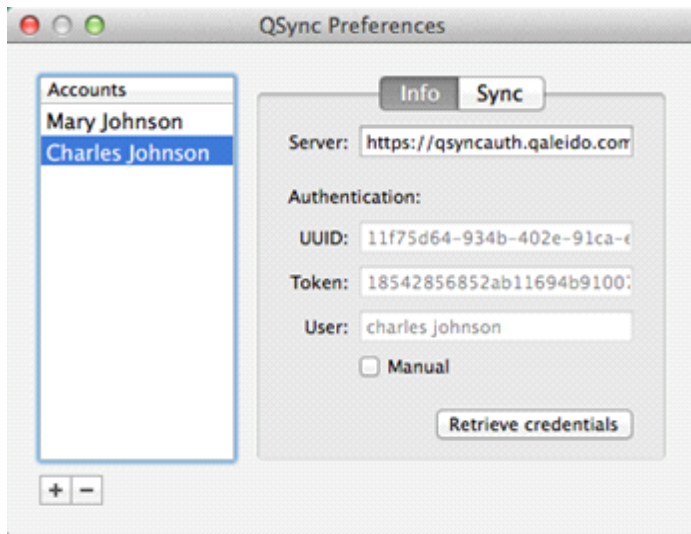 QSync Preferences
Accounts
Mary Johnson
Charles Johnson
Info Sync
Server: https://qsyncauth.qaleido.com
Authentication:
UUID: 11f75d64-934b-402e-91ca-e
Token: 18542856852ab11694b91007
User: charles johnson
Manual
Retrieve credentials
+ −